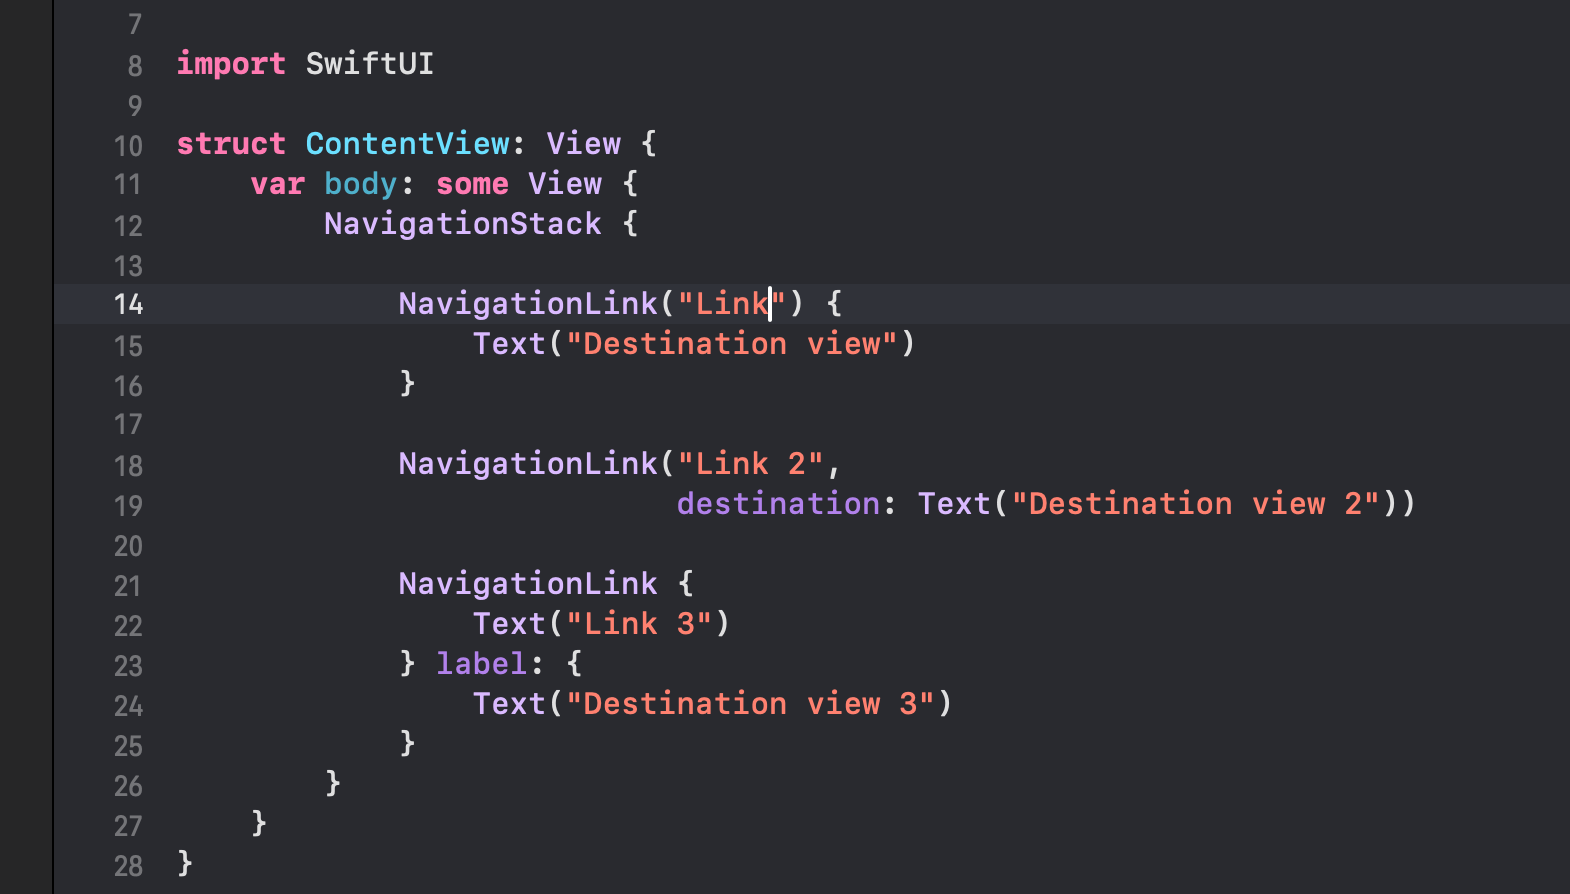 7
8 import SwiftUI
9
10 struct ContentView: View {
11     var body: some View {
12         NavigationStack {
13
14             NavigationLink("Link") {
15                 Text("Destination view")
16             }
17
18             NavigationLink("Link 2",
19                            destination: Text("Destination view 2"))
20
21             NavigationLink {
22                 Text("Link 3")
23             } label: {
24                 Text("Destination view 3")
25             }
26         }
27     }
28 }